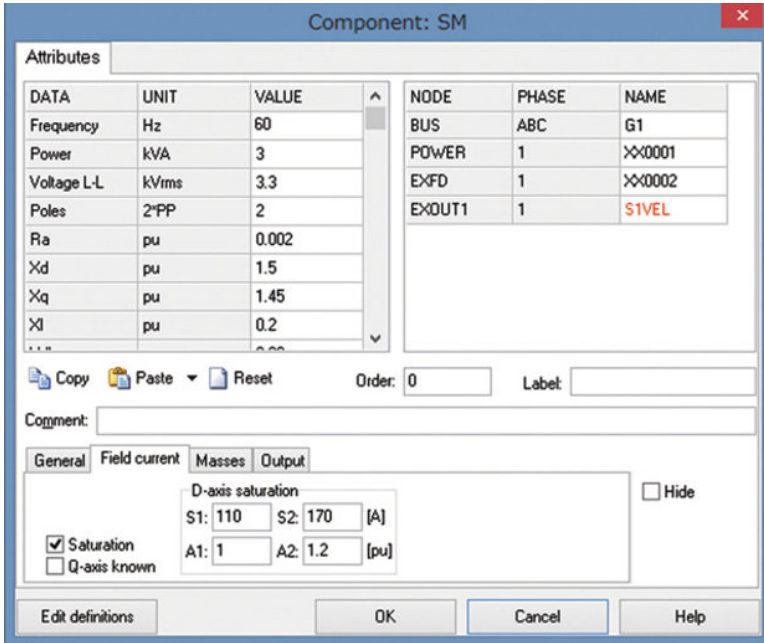 Component: SM
Attributes
DATA UNIT VALUE
Frequency Hz 60
Power kVA 3
Voltage L-L kVrms 3.3
Poles 2*PP 2
Ra pu 0.002
Xd pu 1.5
Xq pu 1.45
Xl pu 0.2
NODE PHASE NAME
BUS ABC G1
POWER 1 XX0001
EXFD 1 XX0002
EXOUT1 1 S1VEL
Copy Paste Reset Order: 0 Label:
Comment:
General Field current Masses Output
D-axis saturation
S1: 110 S2: 170 [A]
A1: 1 A2: 1.2 [pu]
Saturation
Q-axis known
Hide
Edit definitions OK Cancel Help